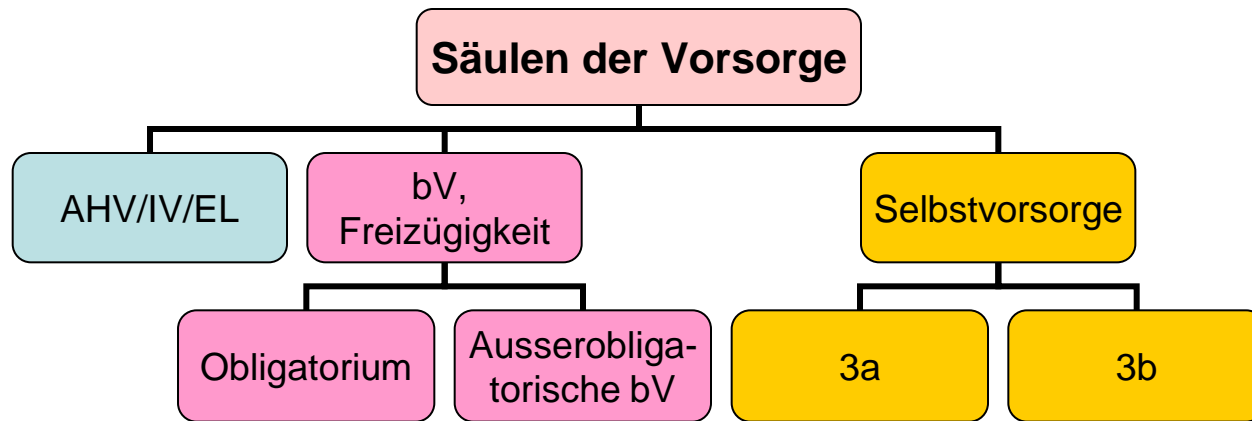 Säulen der Vorsorge
AHV/IV/EL
bV,
Freizügigkeit
Selbstvorsorge
Obligatorium
Ausserobliga-
torische bV
3a
3b